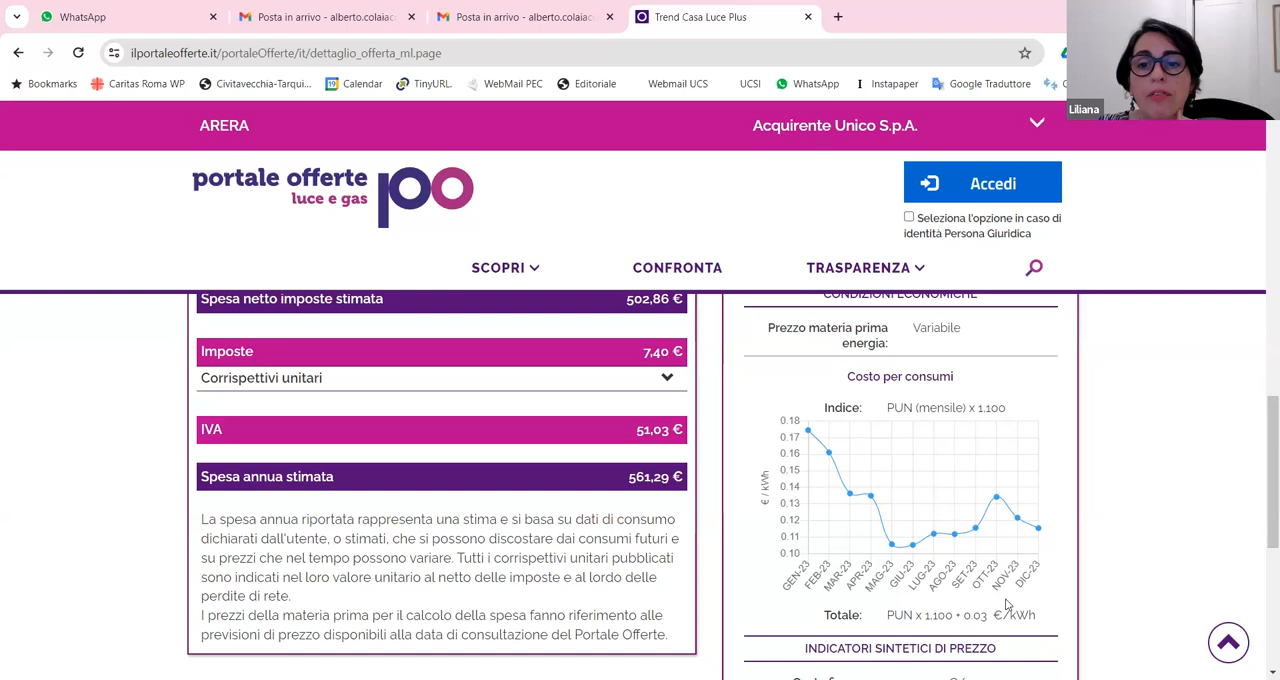 WhatsApp
Posta in arrivo - alberto.colaiac
Posta in arrivo - alberto.colaiac
Trend Casa Luce Plus
ilportaleofferte.it/portaleOfferte/it/dettaglio_offerta_ml.page
Bookmarks
Caritas Roma WP
Civitavecchia-Tarqui...
Calendar
TinyURL.
WebMail PEC
Editoriale
Webmail UCS
UCSI
WhatsApp
Instapaper
Google Traduttore
Liliana
ARERA
Acquirente Unico S.p.A.
portale offerte
luce e gas
po
Accedi
Seleziona l'opzione in caso di
identità Persona Giuridica
SCOPRI
CONFRONTA
TRASPARENZA
Spesa netto imposte stimata 502,86 €
Imposte 7,40 €
Corrispettivi unitari
IVA 51,03 €
Spesa annua stimata 561,29 €
La spesa annua riportata rappresenta una stima e si basa su dati di consumo
dichiarati dall'utente, o stimati, che si possono discostare dai consumi futuri e
su prezzi che nel tempo possono variare. Tutti i corrispettivi unitari pubblicati
sono indicati nel loro valore unitario al netto delle imposte e al lordo delle
perdite di rete.
I prezzi della materia prima per il calcolo della spesa fanno riferimento alle
previsioni di prezzo disponibili alla data di consultazione del Portale Offerte.
CONDIZIONI ECONOMICHE
Prezzo materia prima Variabile
energia:
Costo per consumi
Indice: PUN (mensile) x 1.100
0.18
0.17
0.16
0.15
0.14
0.13
0.12
0.11
0.10
€ / kWh
GEN-23
FEB-23
MAR-23
APR-23
MAG-23
GIU-23
LUG-23
AGO-23
SET-23
OTT-23
NOV-23
DIC-23
Totale: PUN x 1.100 + 0.03 €/kWh
INDICATORI SINTETICI DI PREZZO